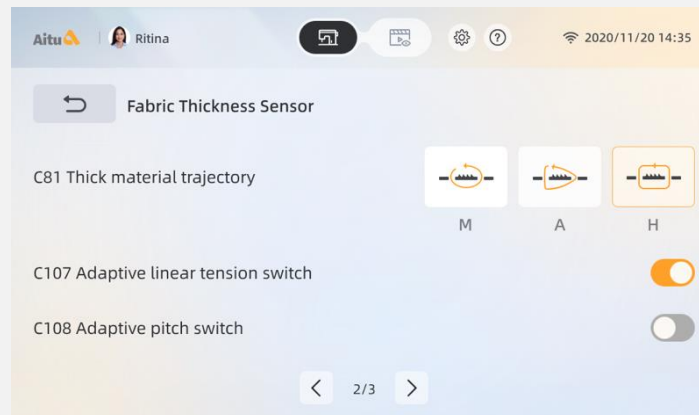 Aitu Ritina 2020/11/20 14:35
Fabric Thickness Sensor
C81 Thick material trajectory
M A H
C107 Adaptive linear tension switch
C108 Adaptive pitch switch
2/3